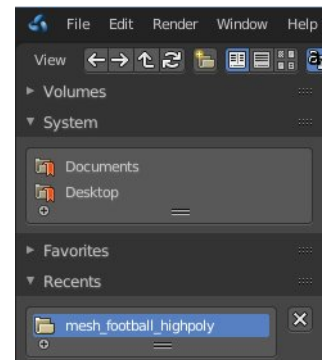 File Edit Render Window Help
View
Volumes
System
Documents
Desktop
Favorites
Recents
mesh_football_highpoly